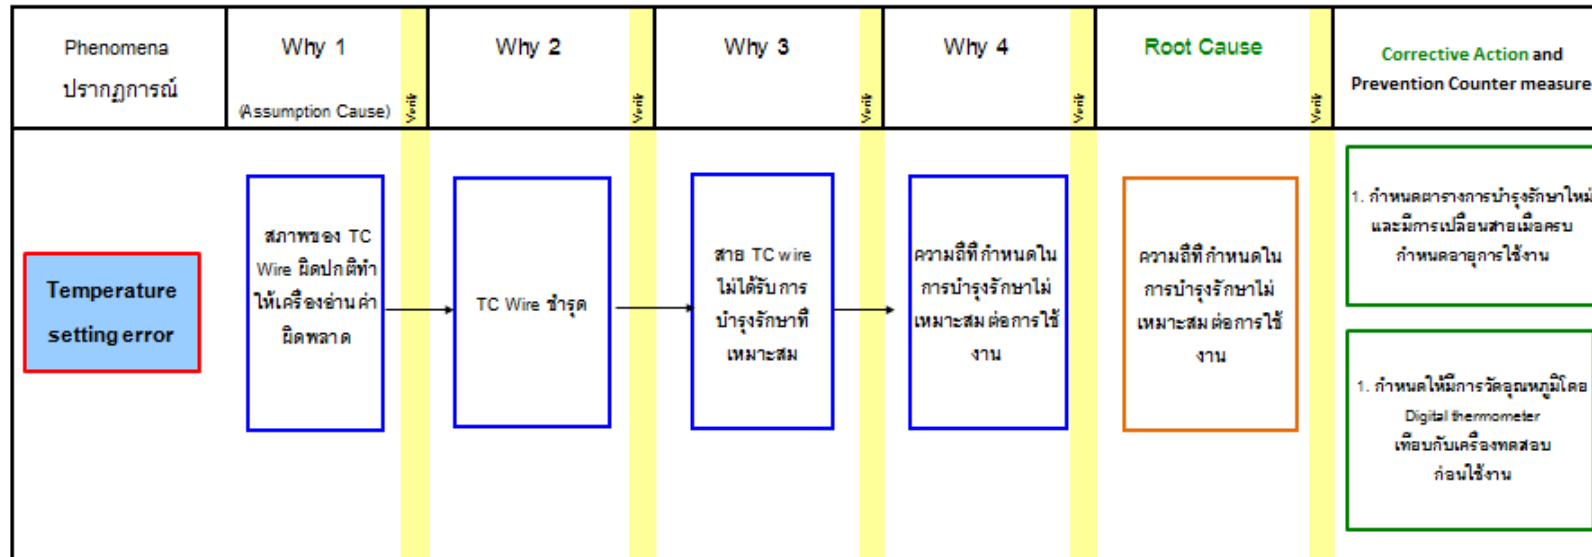 Phenomena
ปรากฏการณ์
Why 1
(Assumption Cause)
Verify
Why 2
Verify
Why 3
Verify
Why 4
Verify
Root Cause
Verify
Corrective Action and
Prevention Counter measure
Temperature
setting error
สภาพของ TC
Wire ผิดปกติทำ
ให้เครื่องอ่านค่า
ผิดพลาด
TC Wire ชำรุด
สาย TC wire
ไม่ได้รับการ
บำรุงรักษาที่
เหมาะสม
ความถี่ที่กำหนดใน
การบำรุงรักษาไม่
เหมาะสมต่อการใช้
งาน
ความถี่ที่กำหนดใน
การบำรุงรักษาไม่
เหมาะสมต่อการใช้
งาน
1. กำหนดตารางการบำรุงรักษาใหม่
และมีการเปลี่ยนสายเมื่อครบ
กำหนดอายุการใช้งาน
1. กำหนดให้มีการวัดอุณหภูมิโดย
Digital thermometer
เทียบกับเครื่องทดสอบ
ก่อนใช้งาน